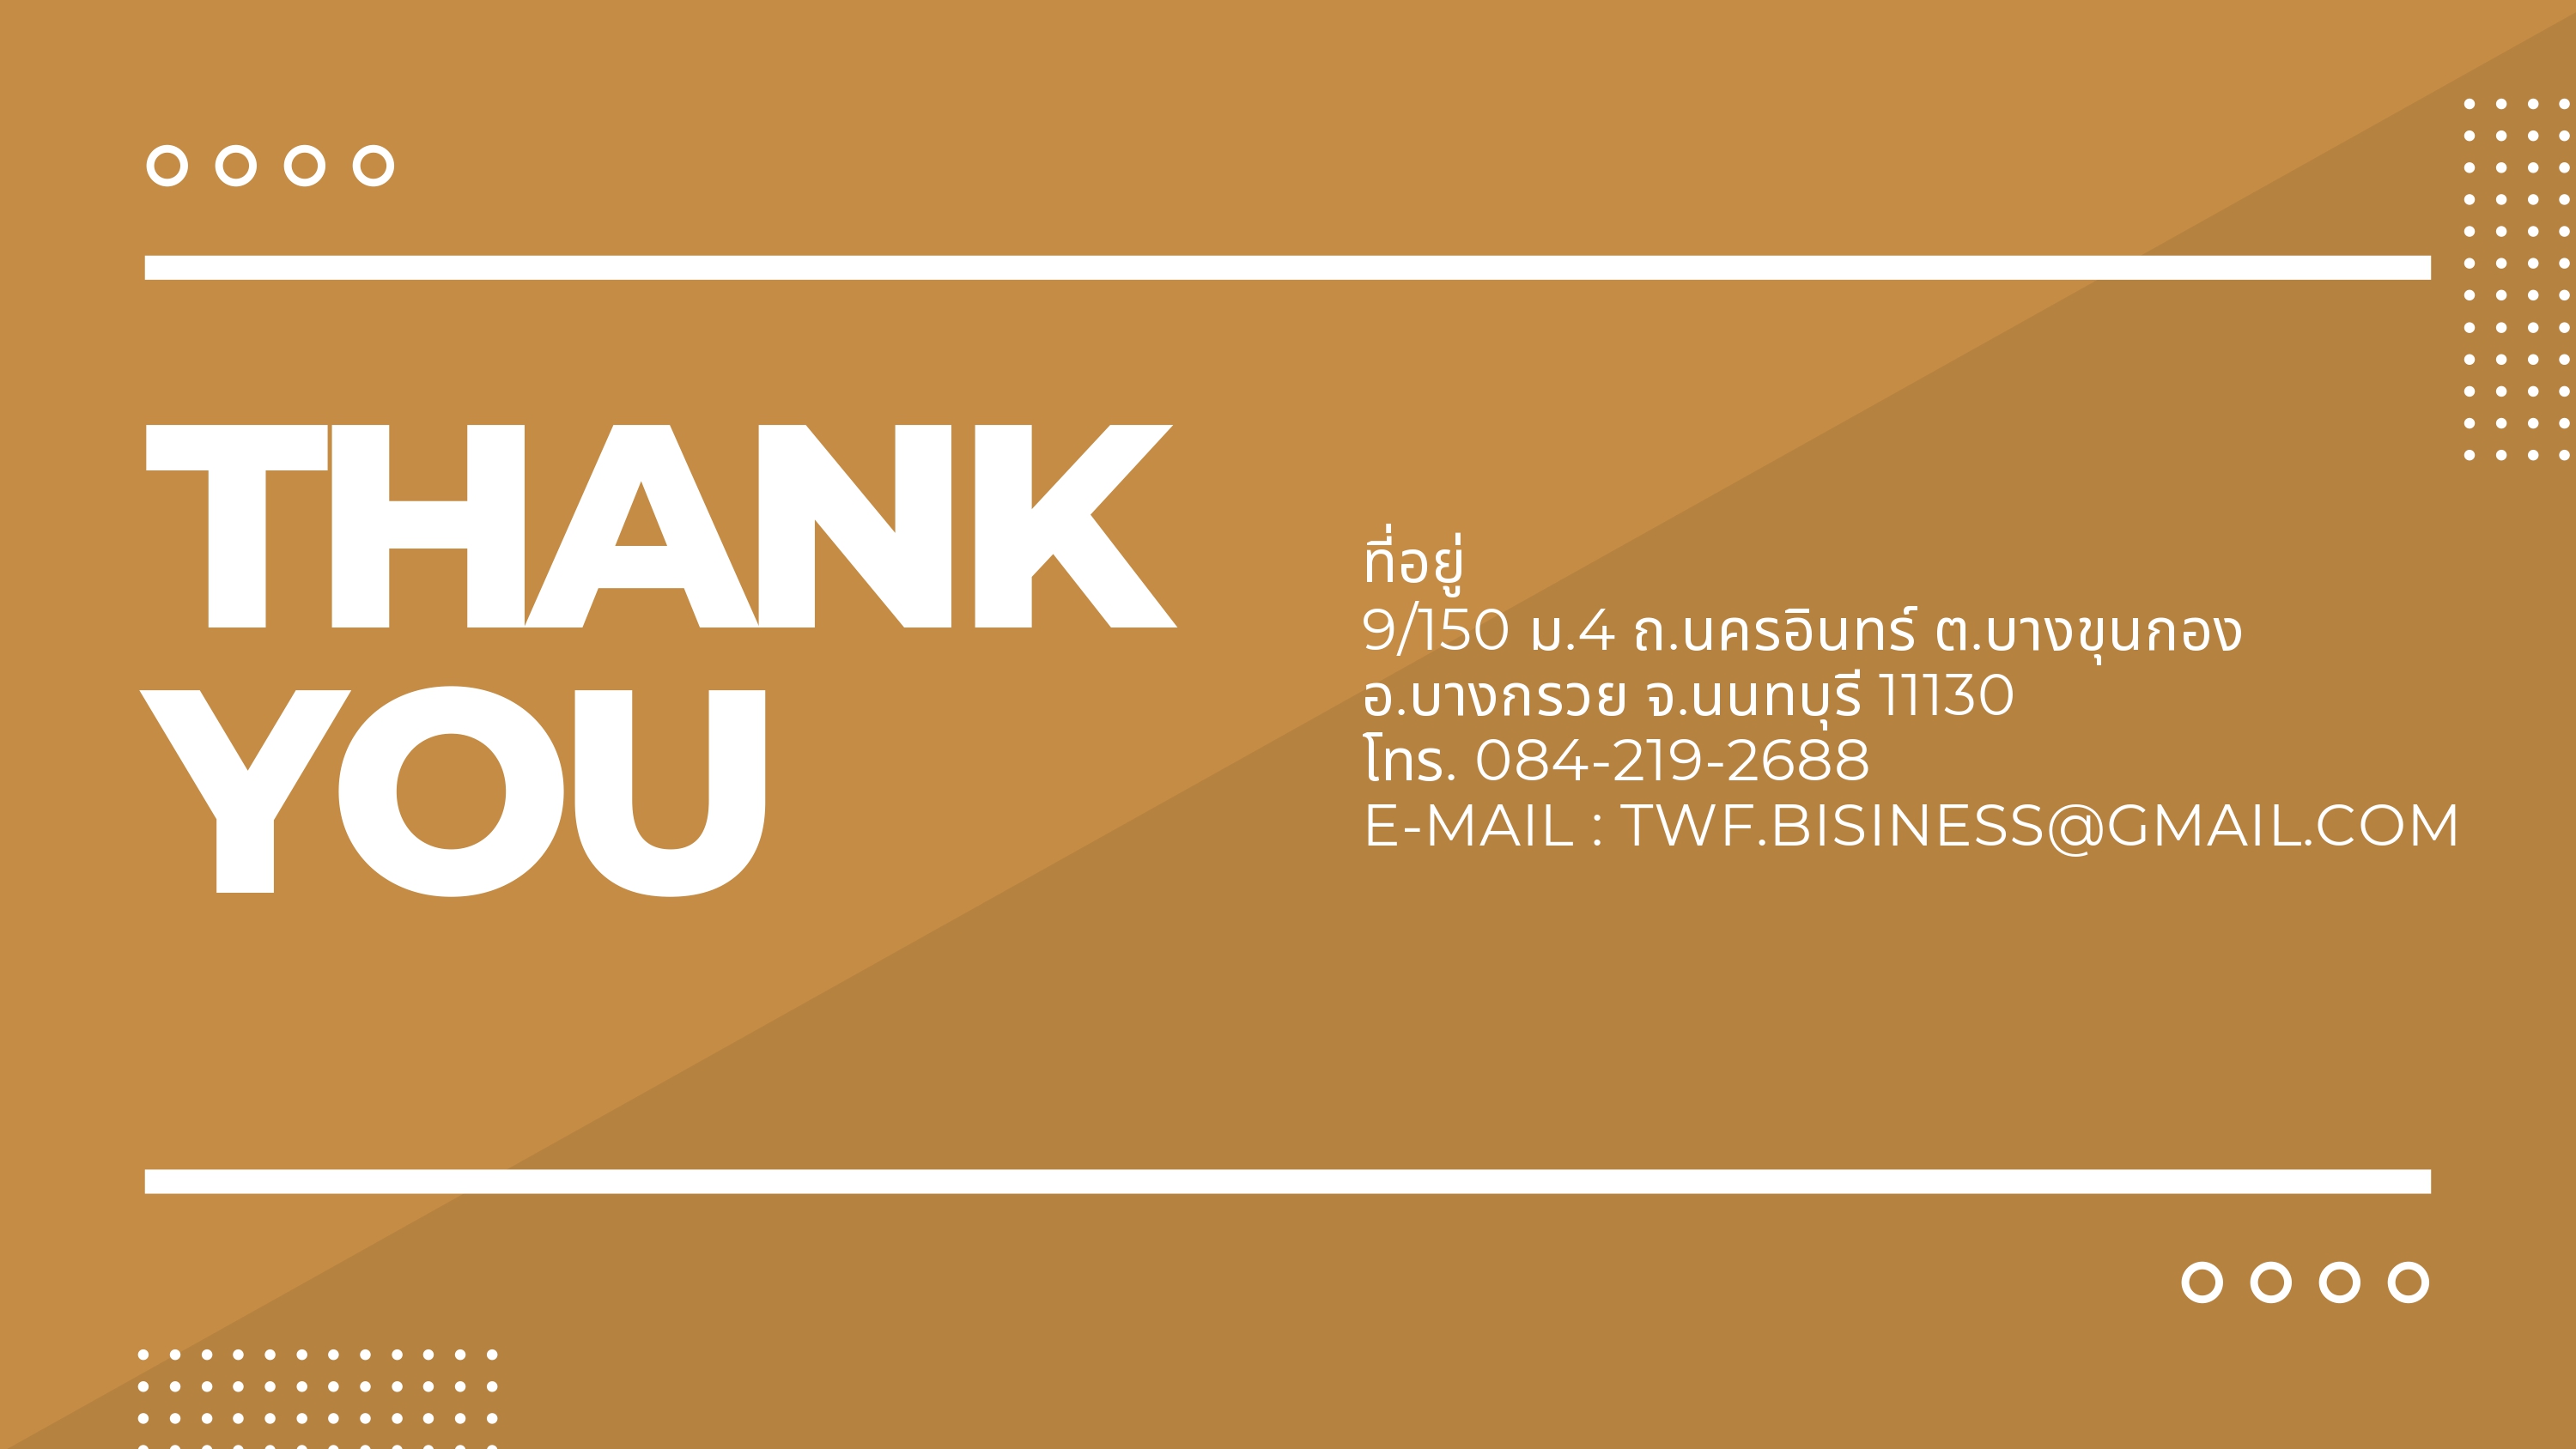 THANK
YOU
ที่อยู่
9/150 ม.4 ถ.นครอินทร์ ต.บางขุนกอง
อ.บางกรวย จ.นนทบุรี 11130
โทร. 084-219-2688
E-MAIL : TWF.BISINESS@GMAIL.COM